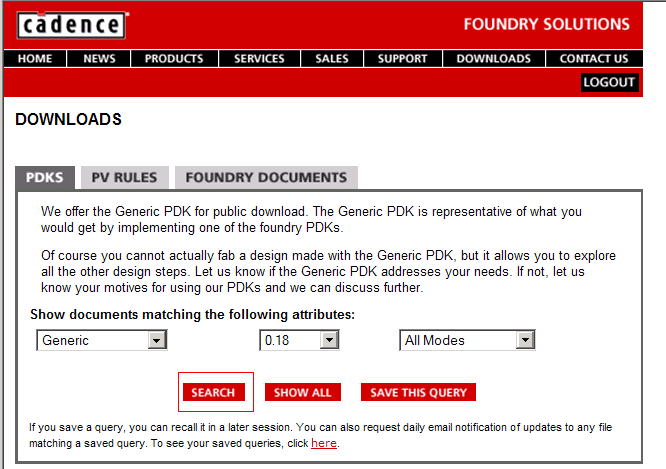 cādence
FOUNDRY SOLUTIONS
HOME NEWS PRODUCTS SERVICES SALES SUPPORT DOWNLOADS CONTACT US
LOGOUT
DOWNLOADS
PDKS PV RULES FOUNDRY DOCUMENTS
We offer the Generic PDK for public download. The Generic PDK is representative of what you
would get by implementing one of the foundry PDKs.
Of course you cannot actually fab a design made with the Generic PDK, but it allows you to explore
all the other design steps. Let us know if the Generic PDK addresses your needs. If not, let us
know your motives for using our PDKs and we can discuss further.
Show documents matching the following attributes:
Generic 0.18 All Modes
SEARCH SHOW ALL SAVE THIS QUERY
If you save a query, you can recall it in a later session. You can also request daily email notification of updates to any file
matching a saved query. To see your saved queries, click here.